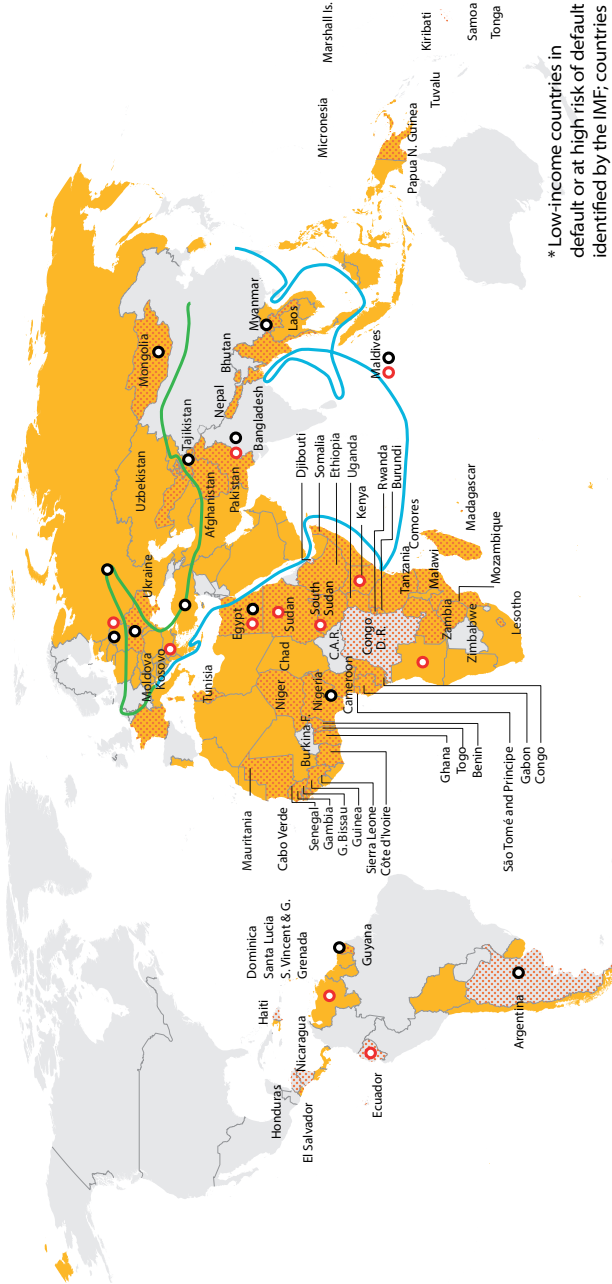 Honduras
El Salvador
Nicaragua
Haiti
Dominica
Santa Lucia
S. Vincent & G.
Grenada
Guyana
Ecuador
Argentina
Mauritania
Cabo Verde
Senegal
Gambia
G. Bissau
Guinea
Sierra Leone
Côte d'Ivoire
Burkina F.
Niger
Nigeria
Chad
Cameroon
C.A.R.
Ghana
Togo
Benin
São Tomé and Principe
Gabon
Congo
Congo
D. R.
Tunisia
Egypt
Sudan
South
Sudan
Moldova
Kosovo
Ukraine
Djibouti
Somalia
Ethiopia
Uganda
Kenya
Rwanda
Burundi
Tanzania
Comores
Malawi
Zambia
Zimbabwe
Mozambique
Madagascar
Lesotho
Uzbekistan
Tajikistan
Afghanistan
Pakistan
Mongolia
Nepal
Bhutan
Bangladesh
Myanmar
Laos
Maldives
Micronesia
Marshall Is.
Papua N. Guinea
Tuvalu
Kiribati
Samoa
Tonga
* Low-income countries in
default or at high risk of default
identified by the IMF; countries